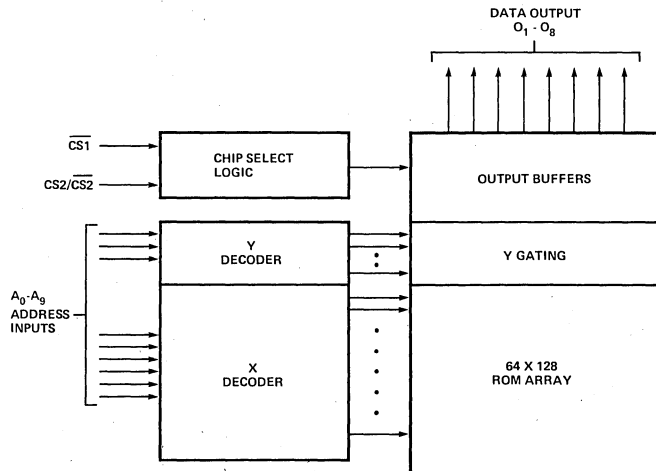 DATA OUTPUT
O₁ - O₈
CS1
CS2/CS2
CHIP SELECT
LOGIC
OUTPUT BUFFERS
Y
DECODER
Y GATING
A₀-A₉
ADDRESS
INPUTS
X
DECODER
64 X 128
ROM ARRAY